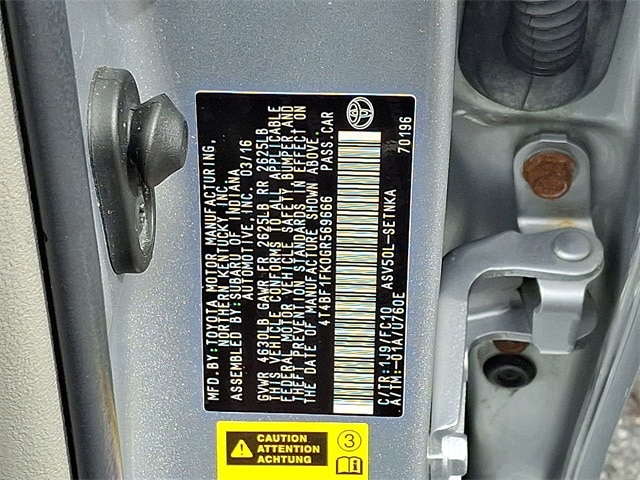 MFD.BY:TOYOTA MOTOR MANUFACTURING,
NORTHERN KENTUCKY INC.
ASSEMBLED BY:SUBARU OF INDIANA
AUTOMOTIVE,INC. 03/16
GVWR 4630LB GAWR FR 2625LB RR 2625LB
THIS VEHICLE CONFORMS TO ALL APPLICABLE
FEDERAL MOTOR VEHICLE SAFETY BUMPER,AND
THEFT PREVENTION STANDARDS IN EFFECT ON
THE DATE OF MANUFACTURE SHOWN ABOVE.
4T4BF1FK0GR569666 PASS.CAR
C/TR:1J9/FC10 ASV50L-SETNKA
A/TM:-01A/U760E 70196
CAUTION
ATTENTION
ACHTUNG
3